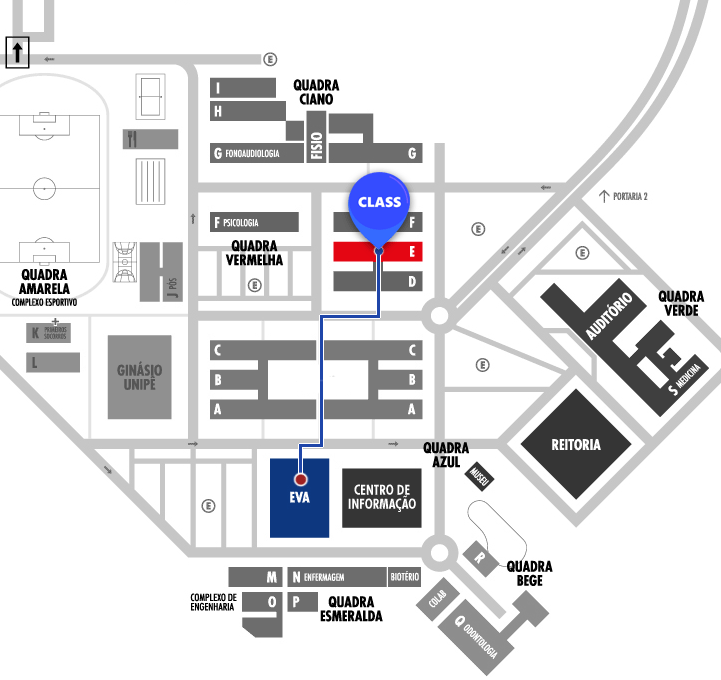 E
I
QUADRA
CIANO
H
FISIO
G FONOAUDIOLOGIA
G
PORTARIA 2
CLASS
F PSICOLOGIA
F
E
QUADRA
VERMELHA
E
E
E
D
QUADRA
AMARELA
COMPLEXO ESPORTIVO
J PÓS
AUDITÓRIO
QUADRA
VERDE
S MEDICINA
K PRIMEIROS
SOCORROS
L
GINÁSIO
UNIPÊ
C
C
B
B
A
A
E
QUADRA
AZUL
REITORIA
MUSEU
EVA
CENTRO DE
INFORMAÇÃO
E
R
QUADRA
BEGE
M
N ENFERMAGEM
BIOTÉRIO
COMPLEXO DE
ENGENHARIA
O
P
QUADRA
ESMERALDA
COLAB
Q ODONTOLOGIA